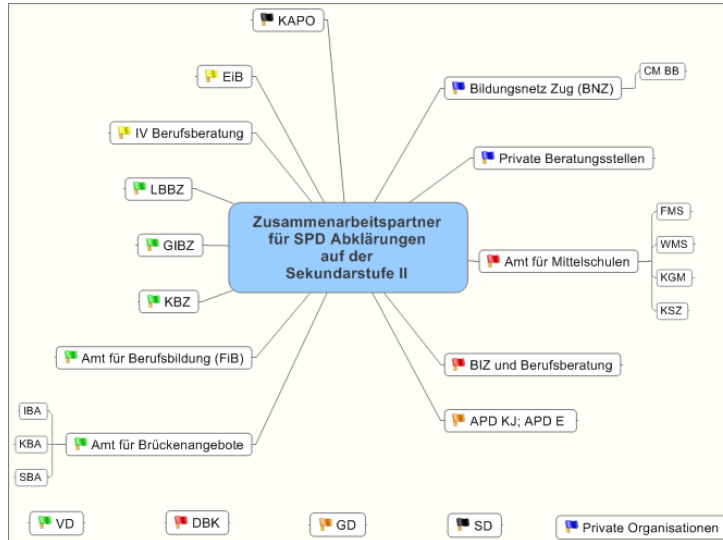 KAPO
EiB
Bildungsnetz Zug (BNZ)
CM BB
IV Berufsberatung
Private Beratungsstellen
LBBZ
Zusammenarbeitspartner
für SPD Abklärungen
auf der
Sekundarstufe II
FMS
WMS
KGM
KSZ
GIBZ
Amt für Mittelschulen
KBZ
Amt für Berufsbildung (FiB)
BIZ und Berufsberatung
IBA
KBA
SBA
Amt für Brückenangebote
APD KJ; APD E
VD
DBK
GD
SD
Private Organisationen